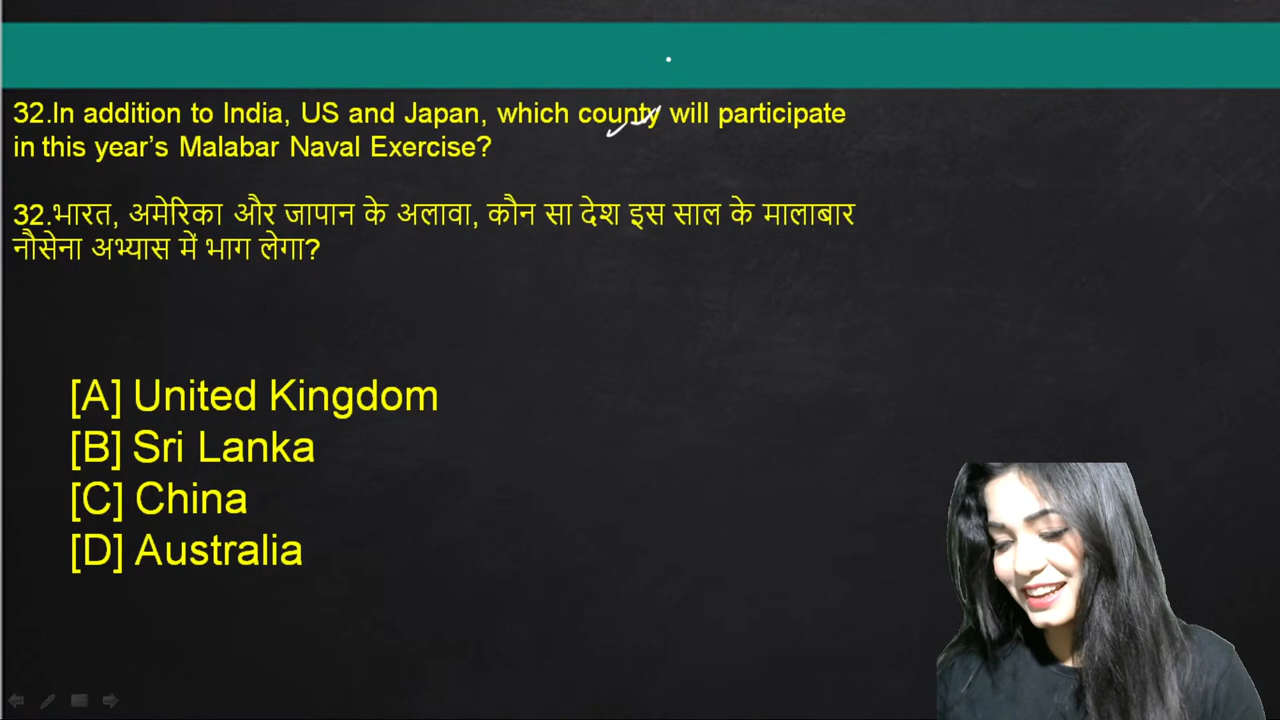 32.In addition to India, US and Japan, which county will participate
in this year's Malabar Naval Exercise?
32.भारत, अमेरिका और जापान के अलावा, कौन सा देश इस साल के मालाबार
नौसेना अभ्यास में भाग लेगा?
[A] United Kingdom
[B] Sri Lanka
[C] China
[D] Australia